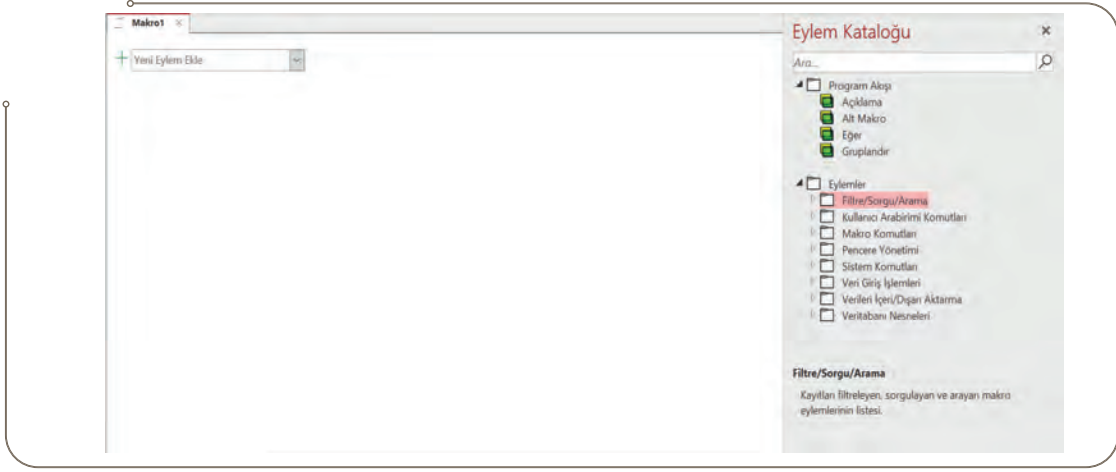 Makro1
Yeni Eylem Ekle
Eylem Kataloğu
Ara...
Program Akışı
Açıklama
Alt Makro
Eğer
Gruplandır
Eylemler
Filtre/Sorgu/Arama
Kullanıcı Arabirimi Komutları
Makro Komutları
Pencere Yönetimi
Sistem Komutları
Veri Giriş İşlemleri
Verileri İçeri/Dışarı Aktarma
Veritabanı Nesneleri
Filtre/Sorgu/Arama
Kayıtları filtreleyen, sorgulayan ve arayan makro
eylemlerinin listesi.